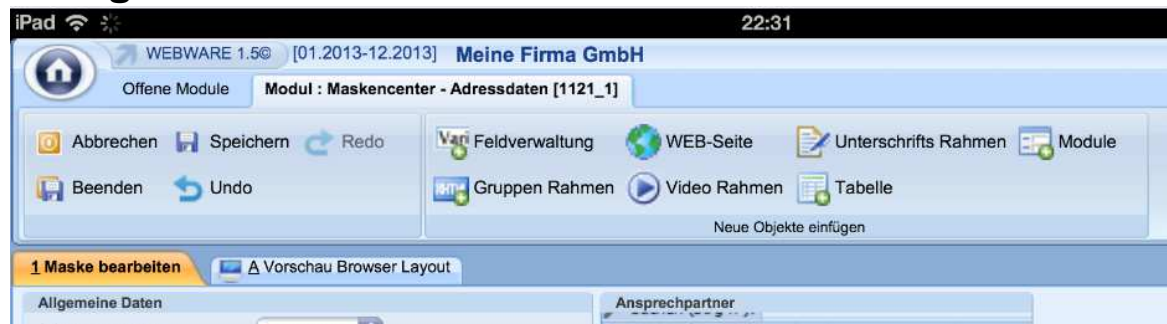 iPad 22:31
WEBWARE 1.5© [01.2013-12.2013] Meine Firma GmbH
Offene Module Modul : Maskencenter - Adressdaten [1121_1]
Abbrechen Speichern Redo Feldverwaltung WEB-Seite Unterschrifts Rahmen Module
Beenden Undo Gruppen Rahmen Video Rahmen Tabelle
Neue Objekte einfügen
1 Maske bearbeiten A Vorschau Browser Layout
Allgemeine Daten Ansprechpartner